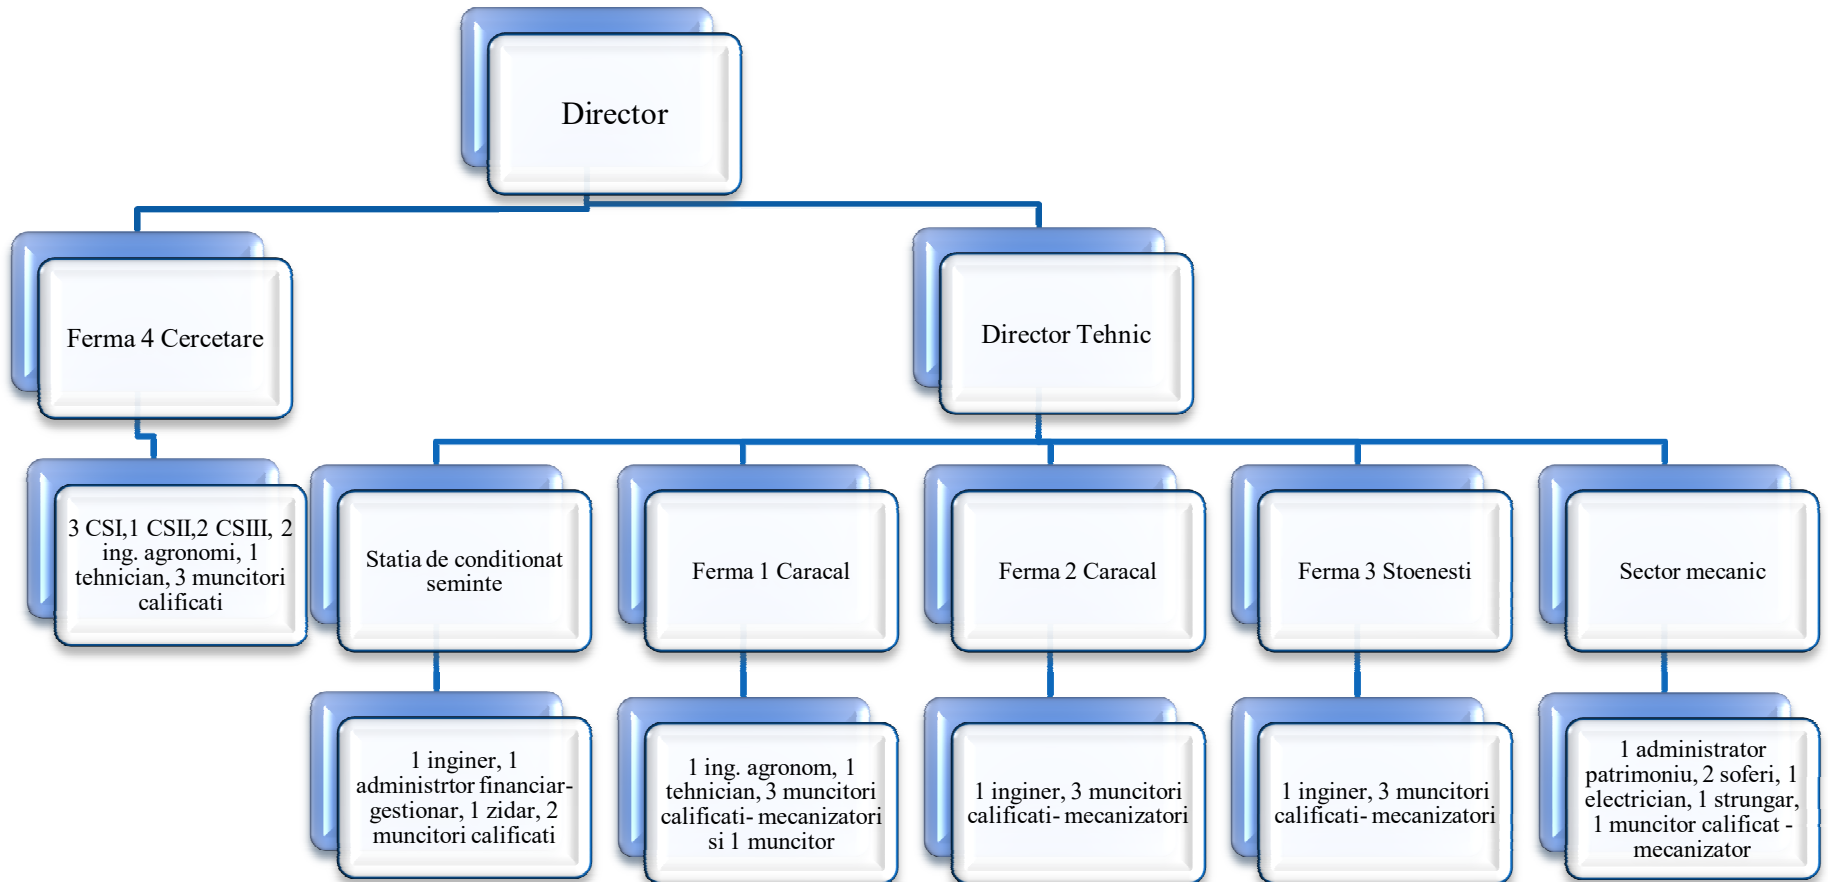 Director
Ferma 4 Cercetare
Director Tehnic
3 CSI,1 CSII,2 CSIII, 2
ing. agronomi, 1
tehnician, 3 muncitori
calificati
Statia de conditionat
seminte
Ferma 1 Caracal
Ferma 2 Caracal
Ferma 3 Stoenesti
Sector mecanic
1 inginer, 1
administrtor financiar-
gestionar, 1 zidar, 2
muncitori calificati
1 ing. agronom, 1
tehnician, 3 muncitori
calificati- mecanizatori
si 1 muncitor
1 inginer, 3 muncitori
calificati- mecanizatori
1 inginer, 3 muncitori
calificati- mecanizatori
1 administrator
patrimoniu, 2 soferi, 1
electrician, 1 strungar,
1 muncitor calificat -
mecanizator